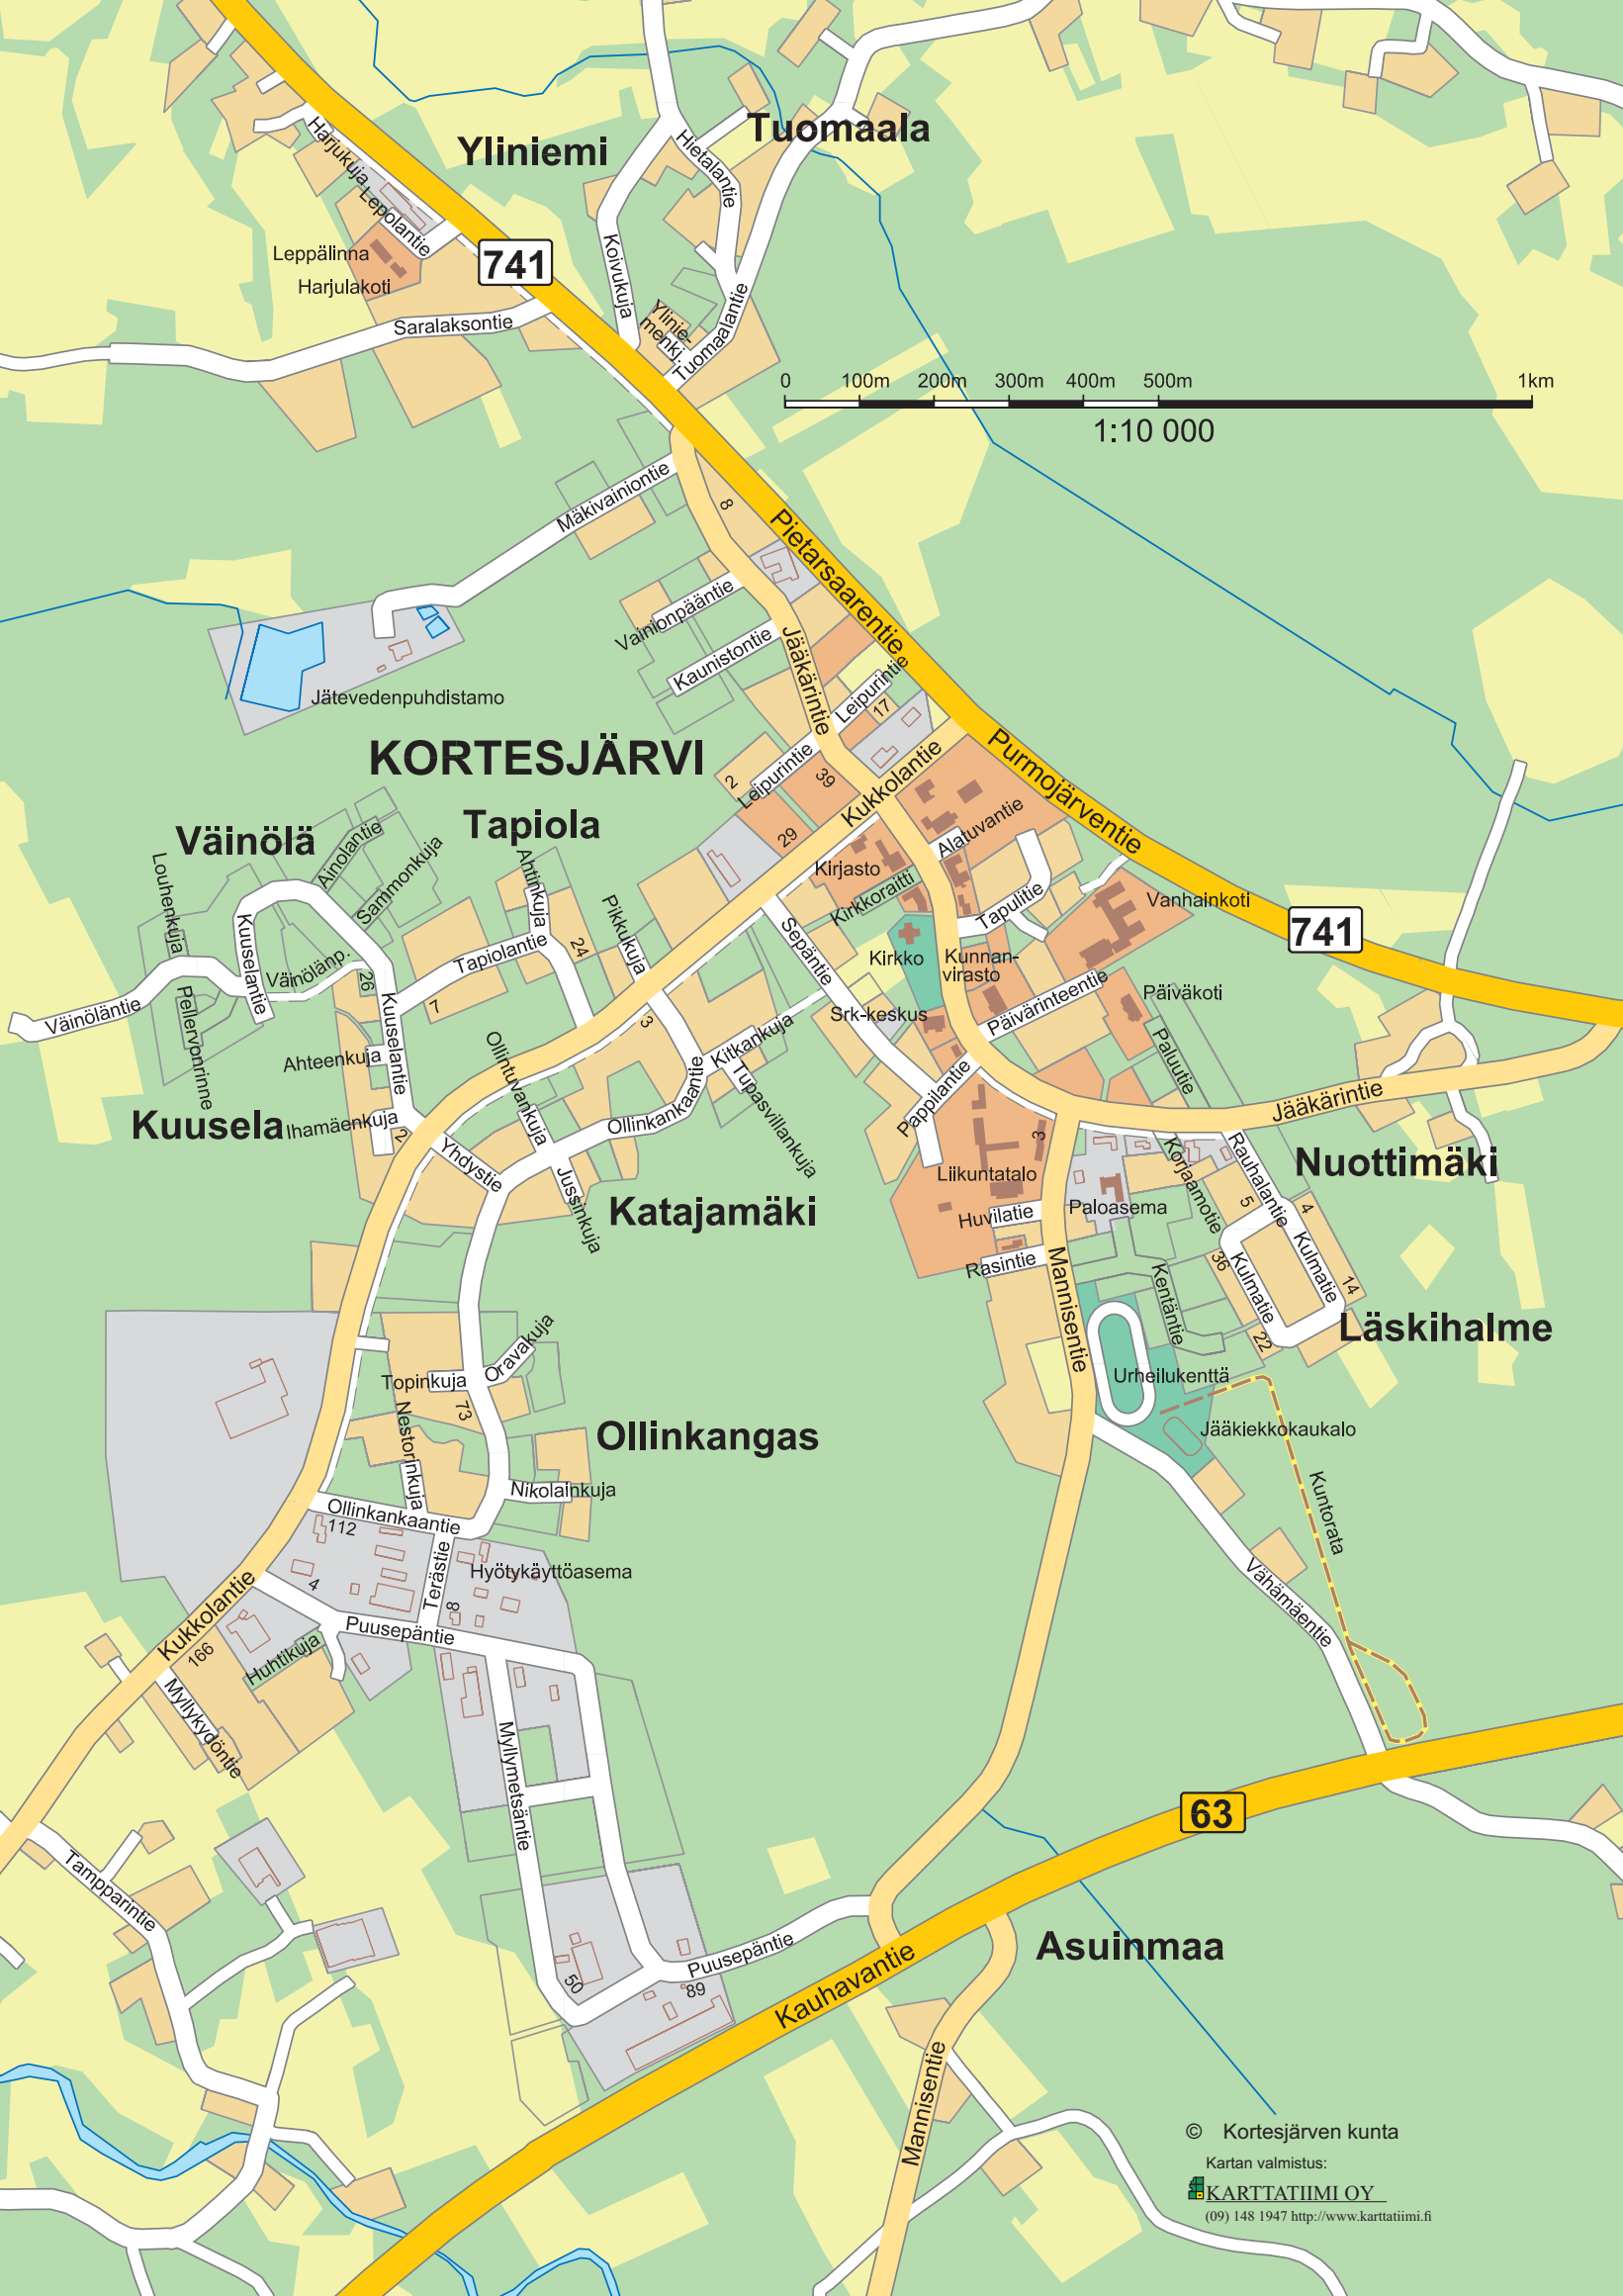 Tuomaala
Yliniemi
Harjukuja
Hietalantie
Lepolantie
Leppälinna
741
Koivukuja
Harjulakoti
Saralaksontie
Ylinie-
menkj.
Tuomaalantie
0 100m 200m 300m 400m 500m 1km
1:10 000
Mäkivainiontie
8
Pietarsaarentie
Vainionpääntie
Jääkärintie
Kaunistontie
Leipurintie
17
Jätevedenpuhdistamo
KORTESJÄRVI
Purmojärventie
Kukkolantie
2
Leipurintie
39
Tapiola
Väinölä
Ainolantie
Sammonkuja
Louhenkuja
29
Alatuvantie
Kirjasto
Kirkkoraitti
Ahtinkuja
Pikkukuja
Tapulitie
Vanhainkoti
741
Kuuselantie
Väinölänp.
26
Tapiolantie
24
Sepäntie
Kirkko
Kunnan-
virasto
Väinöläntie
Pellervonrinne
Kuuselantie
7
3
Srk-keskus
Päivärinteentie
Päiväkoti
Ahteenkuja
Ollintuvankuja
Kitkankuja
Palutie
Tupasvillankuja
Pappilantie
Kuusela
Ihamäenkuja
2
Ollinkankaantie
Jääkärintie
Yhdystie
Jussinkuja
3
Liikuntatalo
Korjaamotie
Rauhalantie
Nuottimäki
Katajamäki
Huvilatie
Paloasema
5
4
Rasintie
Mannisentie
Kentäntie
36
Kulmatie
Kulmatie
14
22
Läskihalme
Oravakuja
Topinkuja
73
Urheilukenttä
Nestorinkuja
Ollinkangas
Jääkiekkokaukalo
Nikolainkuja
Kuntorata
Ollinkankaantie
112
Terästie
Hyötykäyttöasema
4
8
Vähämäentie
Kukkolantie
166
Puusepäntie
Huhtikuja
Myllykydöntie
Myllymetsäntie
63
Tampparintie
Asuinmaa
Puusepäntie
50
89
Kauhavantie
Mannisentie
© Kortesjärven kunta
Kartan valmistus:
KARTTATIIMI OY
(09) 148 1947 http://www.karttatiimi.fi